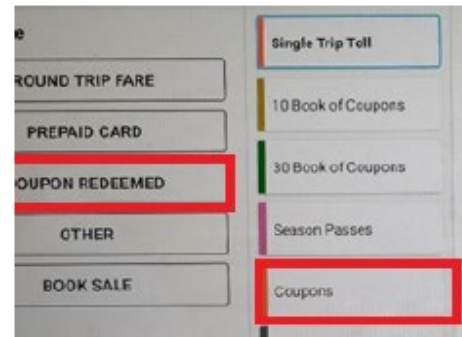 e
ROUND TRIP FARE
PREPAID CARD
OUPON REDEEMED
OTHER
BOOK SALE
Single Trip Toll
10 Book of Coupons
30 Book of Coupons
Season Passes
Coupons